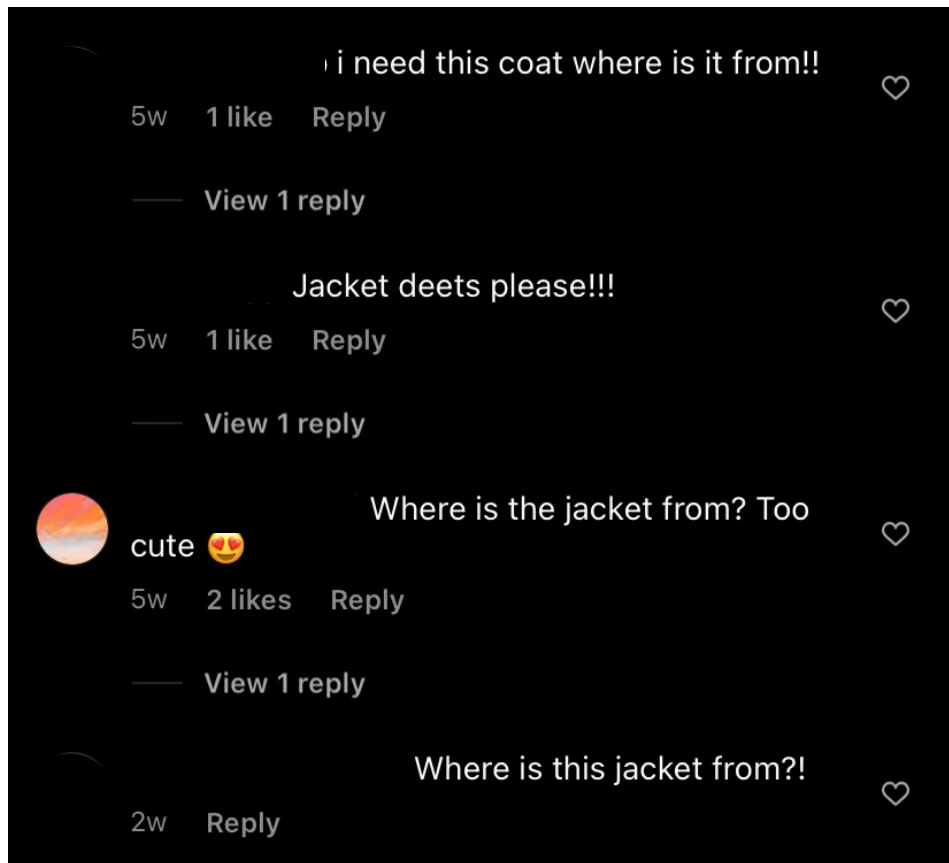 i need this coat where is it from!!
5w 1 like Reply
View 1 reply
Jacket deets please!!!
5w 1 like Reply
View 1 reply
Where is the jacket from? Too
cute 😍
5w 2 likes Reply
View 1 reply
Where is this jacket from?!
2w Reply